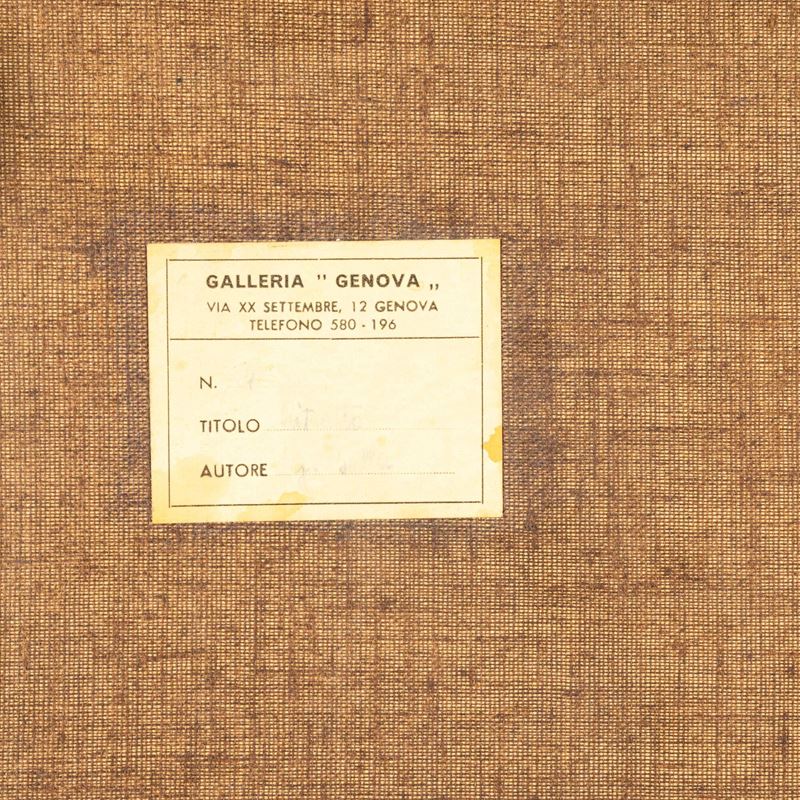 GALLERIA " GENOVA „
VIA XX SETTEMBRE, 12 GENOVA
TELEFONO 580 - 196
N.
TITOLO
AUTORE